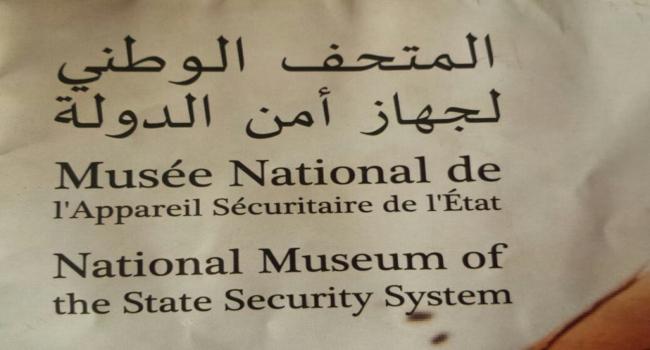 المتحف الوطني
لجهاز أمن الدولة
Musée National de
l'Appareil Sécuritaire de l'État
National Museum of
the State Security System